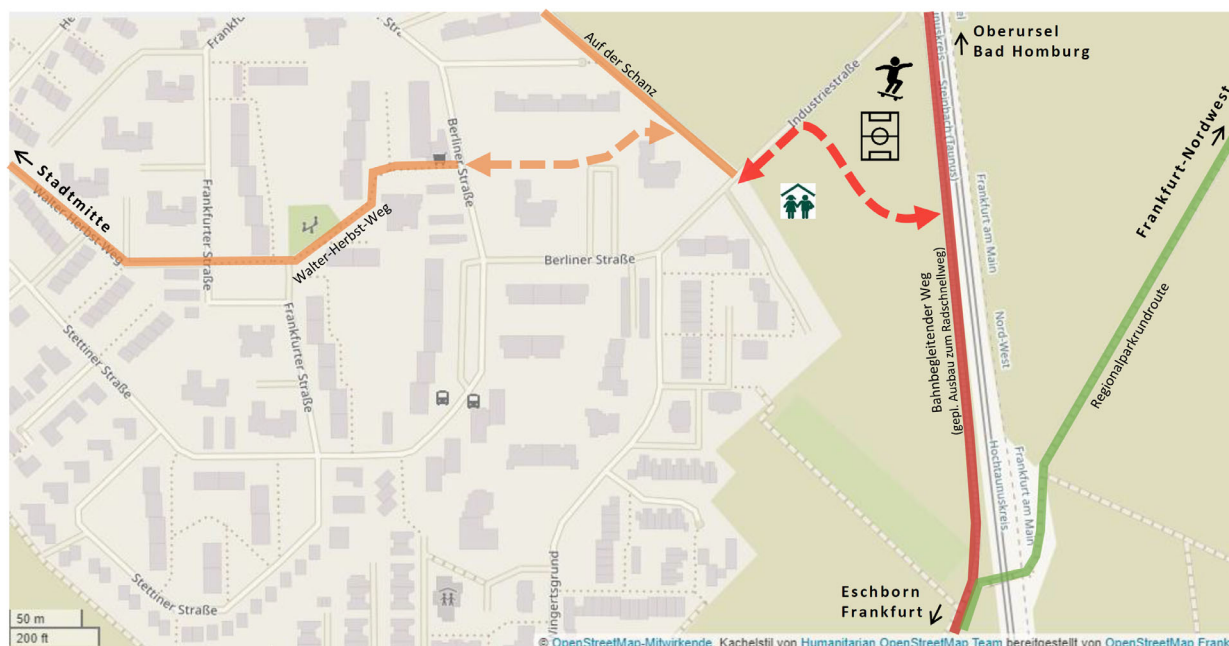 Frankfurter
Auf der Schanz
Oberursel
Bad Homburg
Industriestraße
Steinbach (Taunus)
Frankfurt-Nordwest
Berliner Straße
Stadtmitte
Walter-Herbst-Weg
Frankfurter Straße
Walter-Herbst-Weg
Frankfurt am Main
Berliner Straße
Nord-West
Bahnbegleitender Weg
(gepl. Ausbau zum Radschnellweg)
Regionalparkrundroute
Stettiner Straße
Frankfurter Straße
Hochtaunuskreis
Frankfurt am Main
Stettiner Straße
Wingertsgrund
Eschborn
Frankfurt
50 m
200 ft
© OpenStreetMap-Mitwirkende, Kachelstil von Humanitarian OpenStreetMap Team bereitgestellt von OpenStreetMap Frank